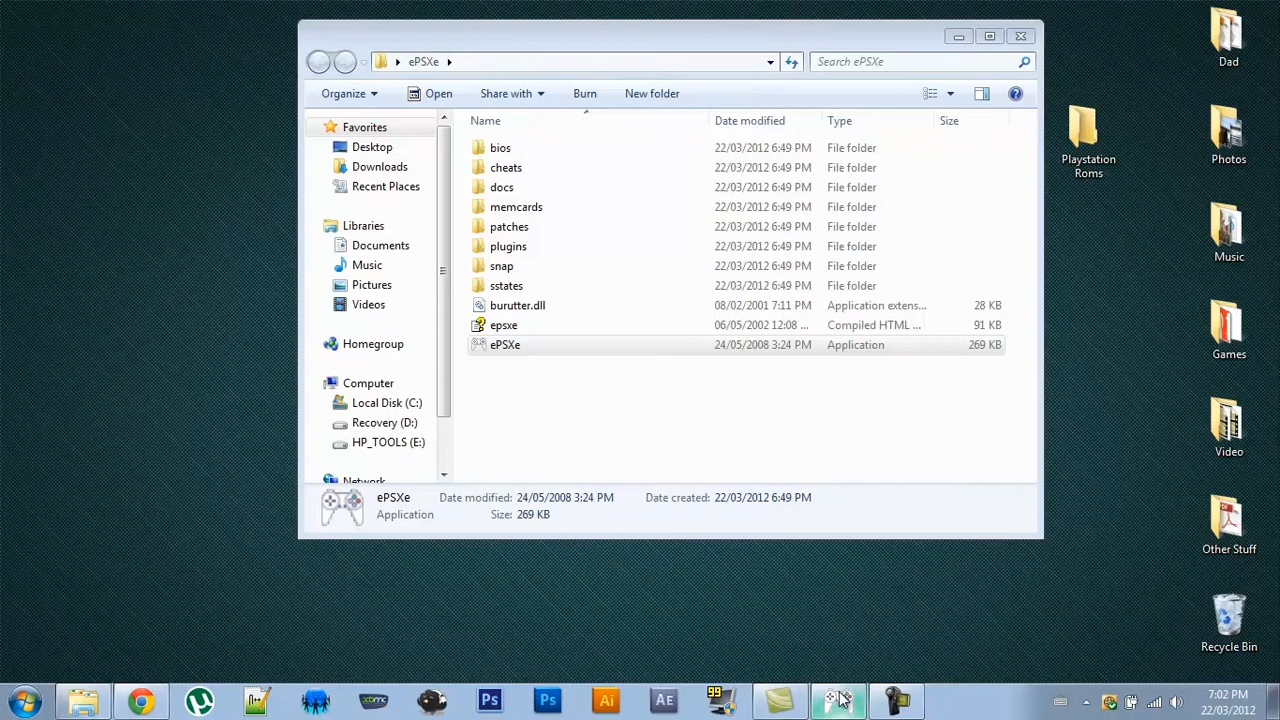 ePSXe
Search ePSXe
Organize
Open
Share with
Burn
New folder
Name
Date modified
Type
Size
Favorites
Desktop
Downloads
Recent Places
Libraries
Documents
Music
Pictures
Videos
Homegroup
Computer
Local Disk (C:)
Recovery (D:)
HP_TOOLS (E:)
Network
bios 22/03/2012 6:49 PM File folder
cheats 22/03/2012 6:49 PM File folder
docs 22/03/2012 6:49 PM File folder
memcards 22/03/2012 6:49 PM File folder
patches 22/03/2012 6:49 PM File folder
plugins 22/03/2012 6:49 PM File folder
snap 22/03/2012 6:49 PM File folder
sstates 22/03/2012 6:49 PM File folder
burutter.dll 08/02/2001 7:11 PM Application extens... 28 KB
epsxe 06/05/2002 12:08 ... Compiled HTML ... 91 KB
ePSXe 24/05/2008 3:24 PM Application 269 KB
ePSXe Date modified: 24/05/2008 3:24 PM Date created: 22/03/2012 6:49 PM
Application Size: 269 KB
Playstation
Roms
Dad
Photos
Music
Games
Video
Other Stuff
Recycle Bin
xbmc
Ps
Ps
Ai
AE
99
7:02 PM
22/03/2012